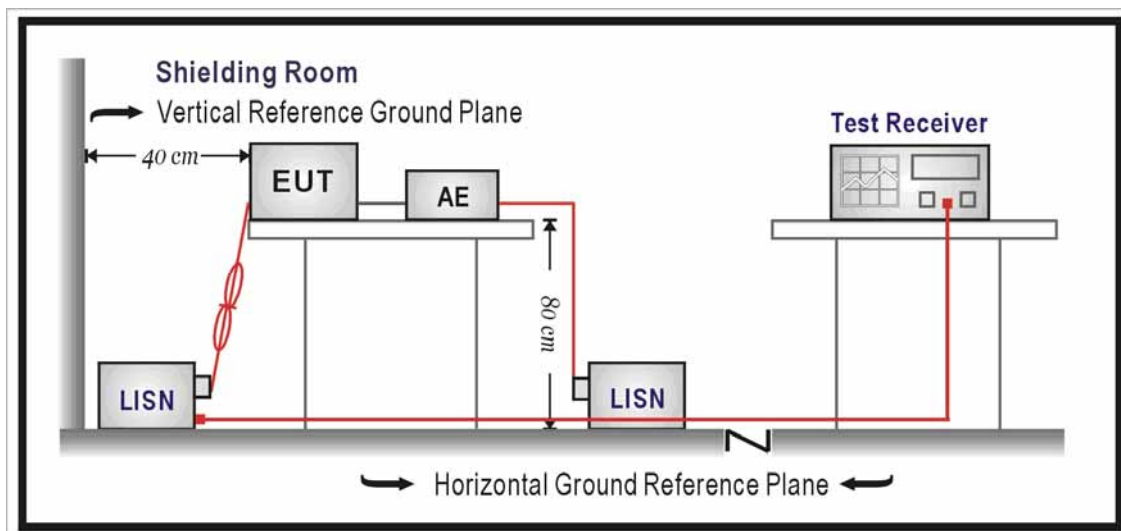 Shielding Room
Vertical Reference Ground Plane
Test Receiver
40 cm
EUT
AE
80 cm
LISN
LISN
Horizontal Ground Reference Plane